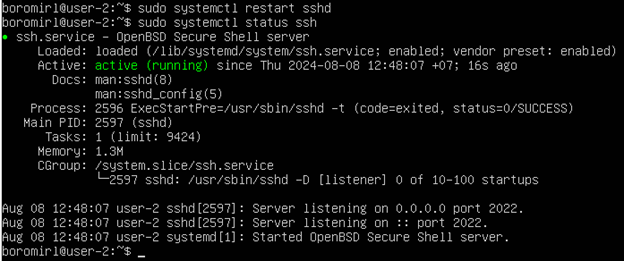 boromirl@user-2:~$ sudo systemctl restart sshd
boromirl@user-2:~$ sudo systemctl status ssh
● ssh.service – OpenBSD Secure Shell server
Loaded: loaded (/lib/systemd/system/ssh.service; enabled; vendor preset: enabled)
Active: active (running) since Thu 2024-08-08 12:48:07 +07; 16s ago
Docs: man:sshd(8)
man:sshd_config(5)
Process: 2596 ExecStartPre=/usr/sbin/sshd -t (code=exited, status=0/SUCCESS)
Main PID: 2597 (sshd)
Tasks: 1 (limit: 9424)
Memory: 1.3M
CGroup: /system.slice/ssh.service
└─2597 sshd: /usr/sbin/sshd -D [listener] 0 of 10-100 startups
Aug 08 12:48:07 user-2 sshd[2597]: Server listening on 0.0.0.0 port 2022.
Aug 08 12:48:07 user-2 sshd[2597]: Server listening on :: port 2022.
Aug 08 12:48:07 user-2 systemd[1]: Started OpenBSD Secure Shell server.
boromirl@user-2:~$ _